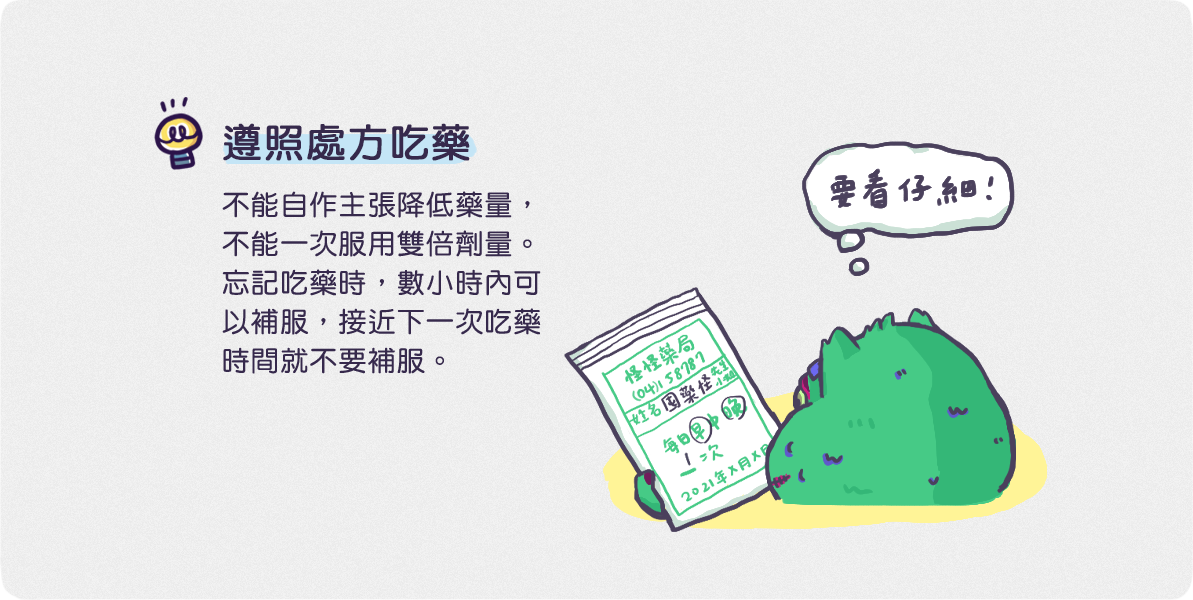 遵照處方吃藥
不能自作主張降低藥量，
不能一次服用雙倍劑量。
忘記吃藥時，數小時內可
以補服，接近下一次吃藥
時間就不要補服。
要看仔細!
怪怪藥局
(04)158787
姓名 囤藥怪 先生
小姐
每日早中晚
1次
2021年X月X日